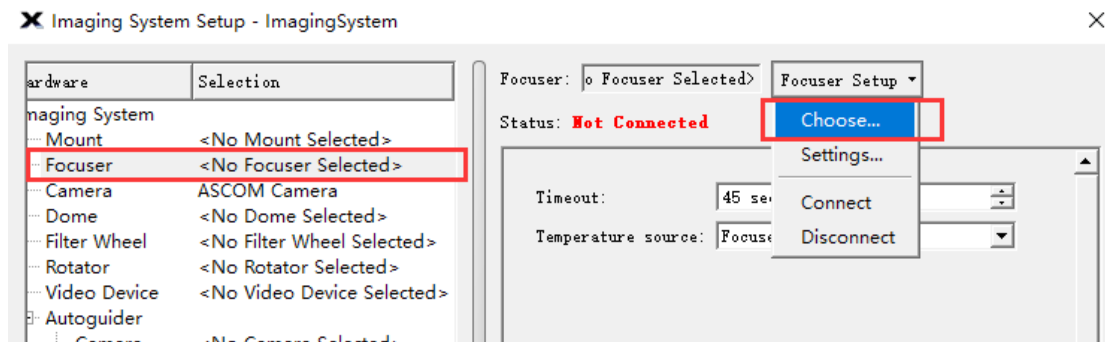 Imaging System Setup - ImagingSystem
ardware Selection
maging System
Mount <No Mount Selected>
Focuser <No Focuser Selected>
Camera ASCOM Camera
Dome <No Dome Selected>
Filter Wheel <No Filter Wheel Selected>
Rotator <No Rotator Selected>
Video Device <No Video Device Selected>
Autoguider
Focuser: o Focuser Selected> Focuser Setup
Status: Not Connected
Choose...
Settings...
Connect
Disconnect
Timeout: 45 sec
Temperature source: Focuse